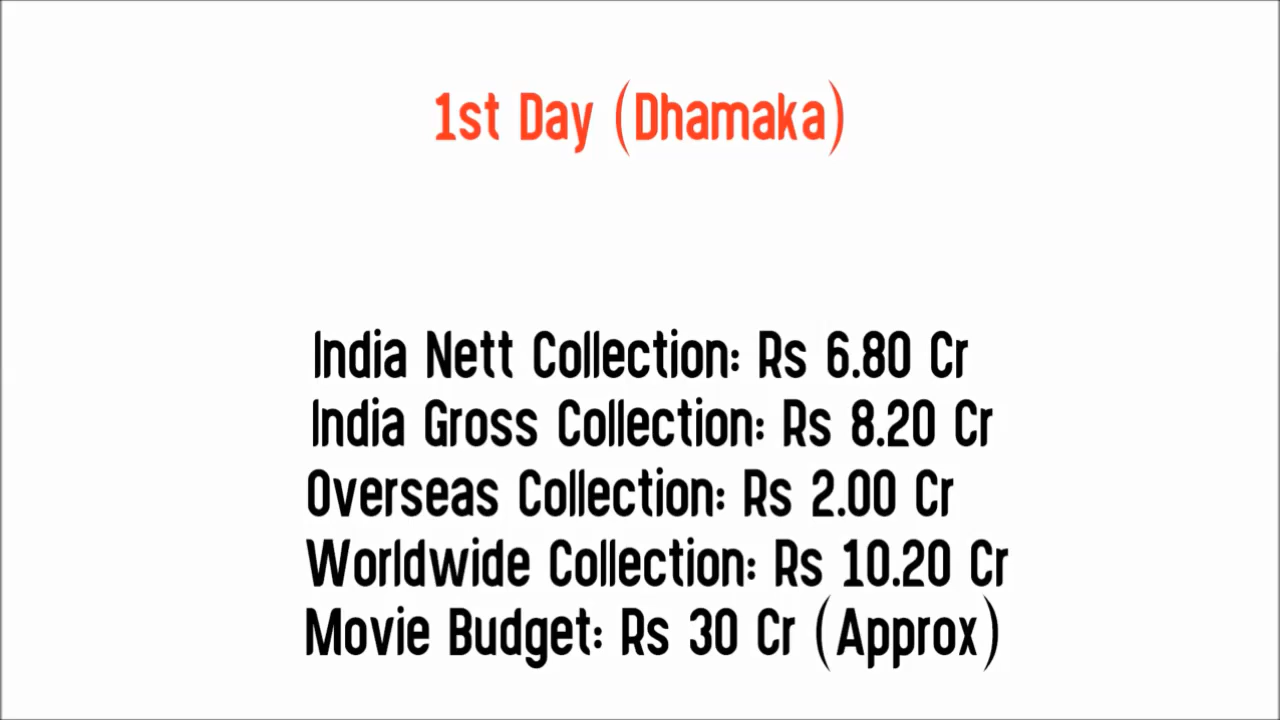 1st Day (Dhamaka)
India Nett Collection: Rs 6.80 Cr
India Gross Collection: Rs 8.20 Cr
Overseas Collection: Rs 2.00 Cr
Worldwide Collection: Rs 10.20 Cr
Movie Budget: Rs 30 Cr (Approx)